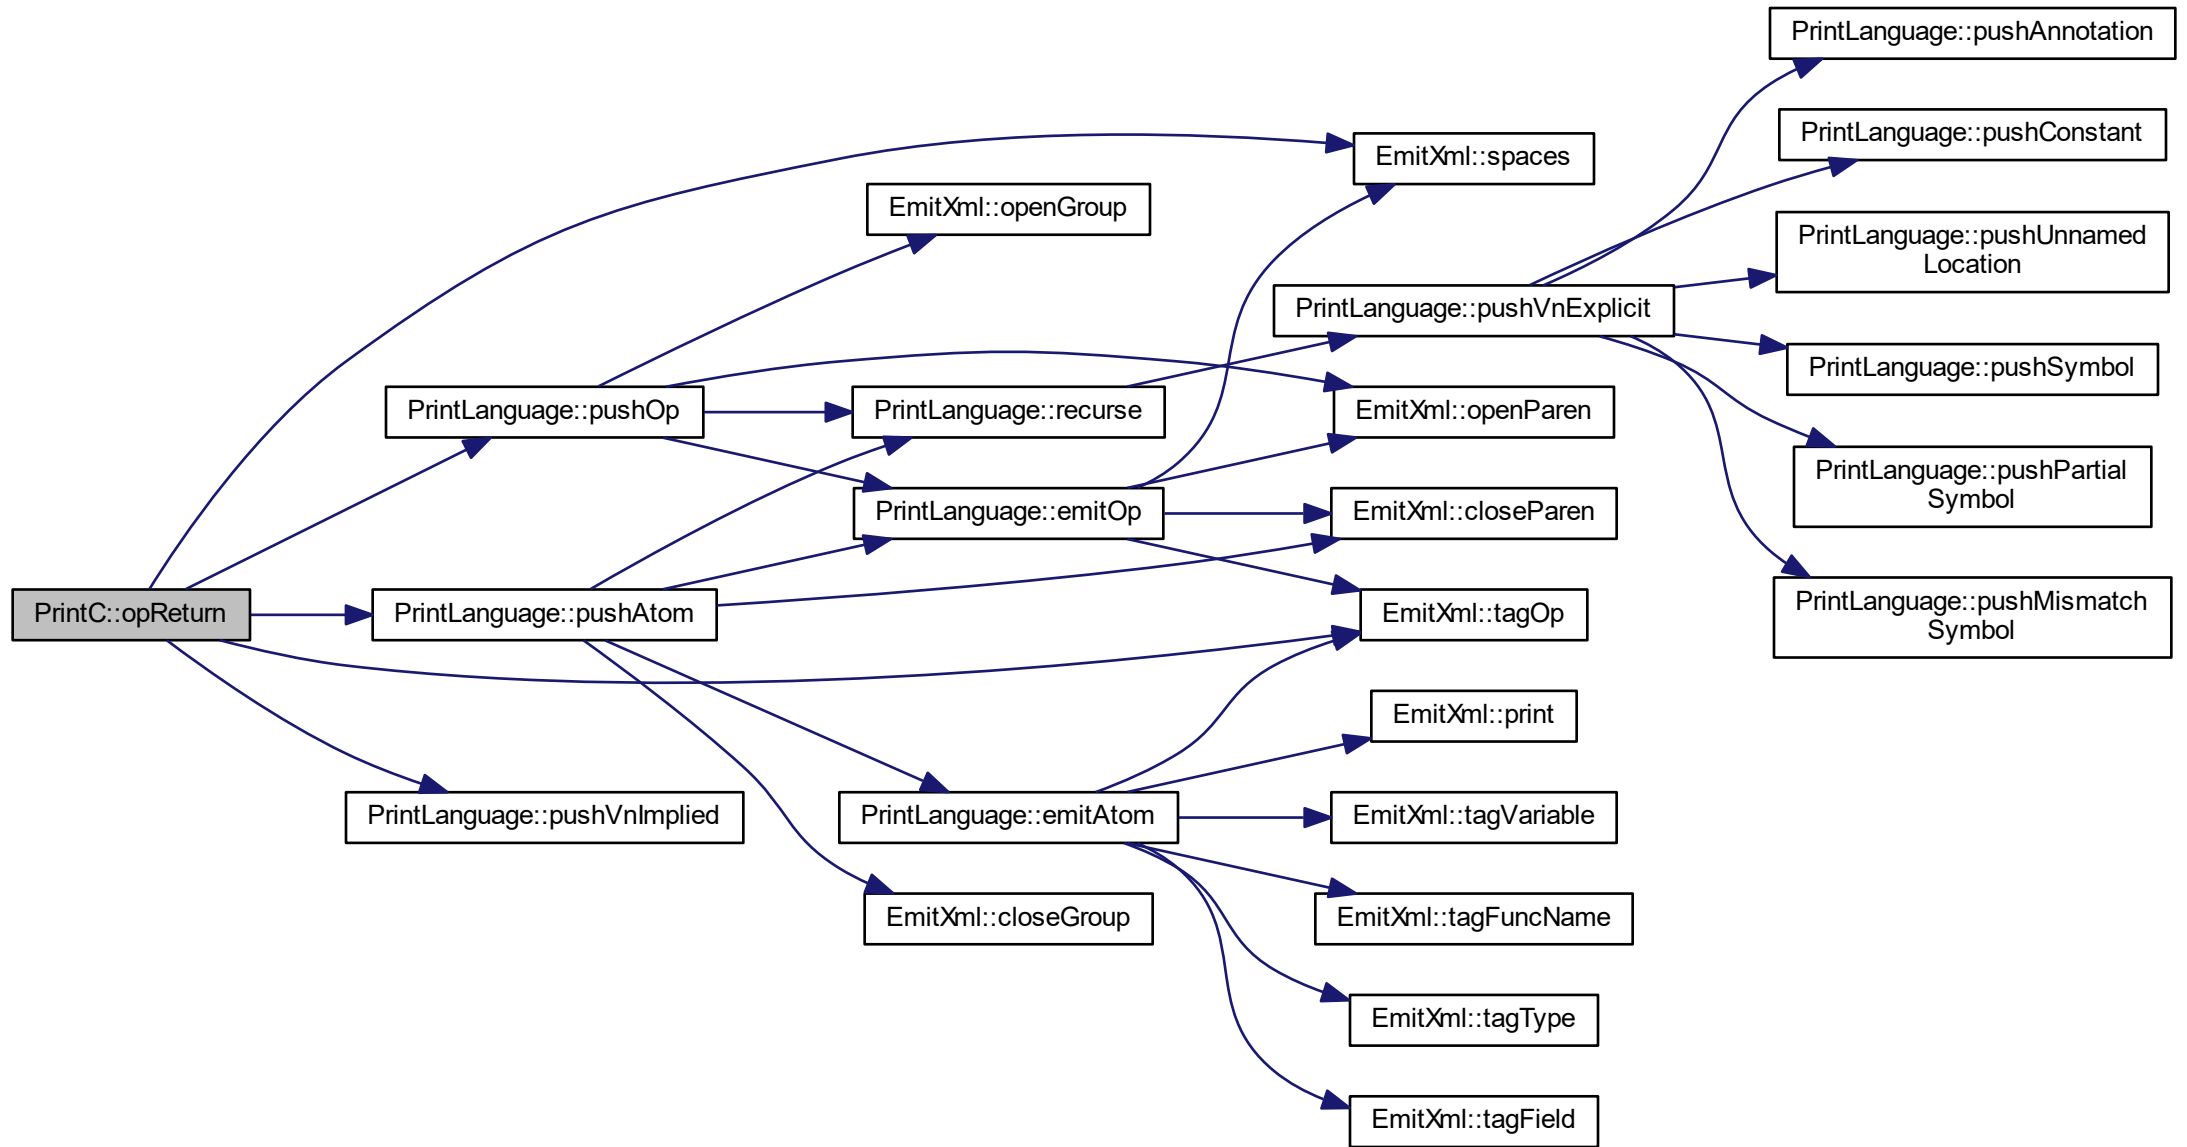 PrintLanguage::pushAnnotation
PrintLanguage::pushConstant
EmitXml::spaces
EmitXml::openGroup
PrintLanguage::pushUnnamed
Location
PrintLanguage::pushVnExplicit
PrintLanguage::pushSymbol
PrintLanguage::pushOp
PrintLanguage::recurse
EmitXml::openParen
PrintLanguage::pushPartial
Symbol
PrintLanguage::emitOp
EmitXml::closeParen
PrintC::opReturn
PrintLanguage::pushAtom
EmitXml::tagOp
PrintLanguage::pushMismatch
Symbol
EmitXml::print
PrintLanguage::pushVnImplied
PrintLanguage::emitAtom
EmitXml::tagVariable
EmitXml::closeGroup
EmitXml::tagFuncName
EmitXml::tagType
EmitXml::tagField